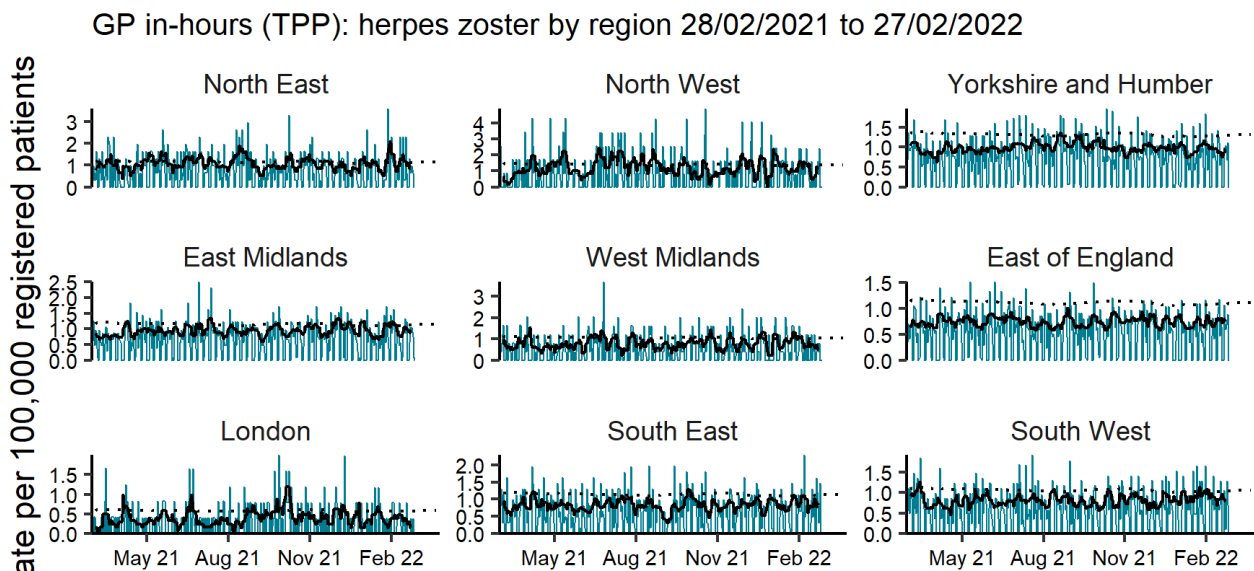 GP in-hours (TPP): herpes zoster by region 28/02/2021 to 27/02/2022
ate per 100,000 registered patients
North East
3
2
1
0
North West
4
3
2
1
0
Yorkshire and Humber
1.5
1.0
0.5
0.0
East Midlands
2.5
2.0
1.5
1.0
0.5
0.0
West Midlands
3
2
1
0
East of England
1.5
1.0
0.5
0.0
London
1.5
1.0
0.5
0.0
South East
2.0
1.5
1.0
0.5
0.0
South West
1.5
1.0
0.5
0.0
May 21 Aug 21 Nov 21 Feb 22
May 21 Aug 21 Nov 21 Feb 22
May 21 Aug 21 Nov 21 Feb 22